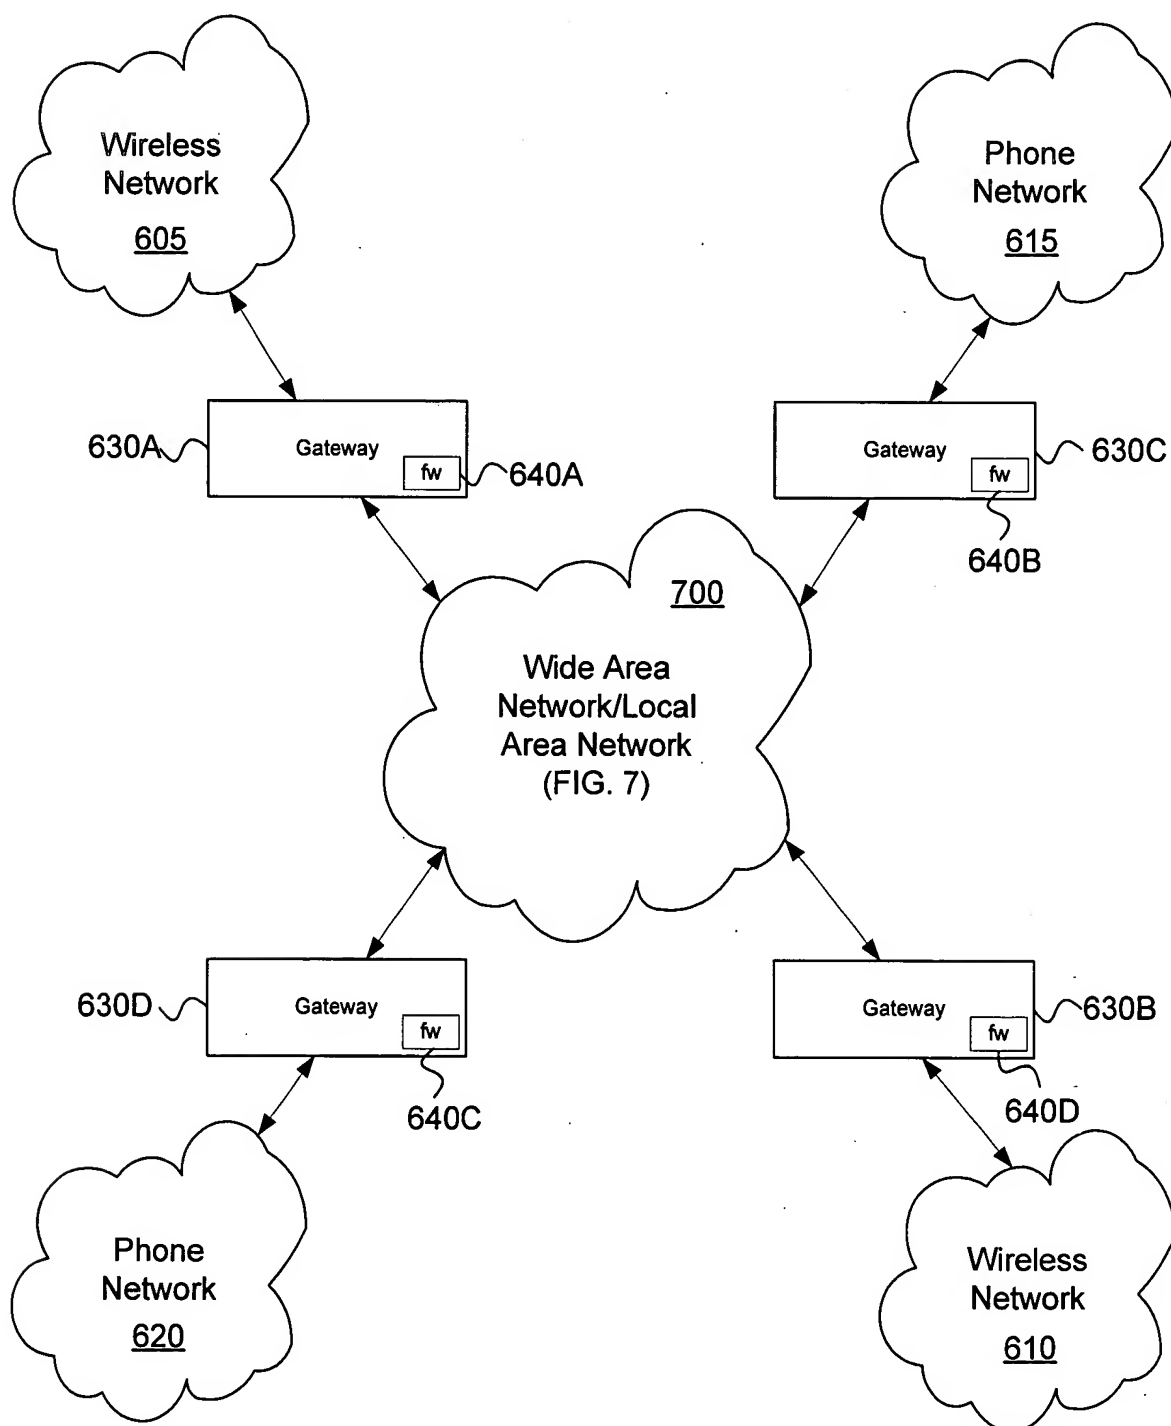 Wireless
Network
605
Phone
Network
615
630A
Gateway
fw
640A
Gateway
fw
630C
640B
700
Wide Area
Network/Local
Area Network
(FIG. 7)
630D
Gateway
fw
640C
Gateway
fw
630B
640D
Phone
Network
620
Wireless
Network
610